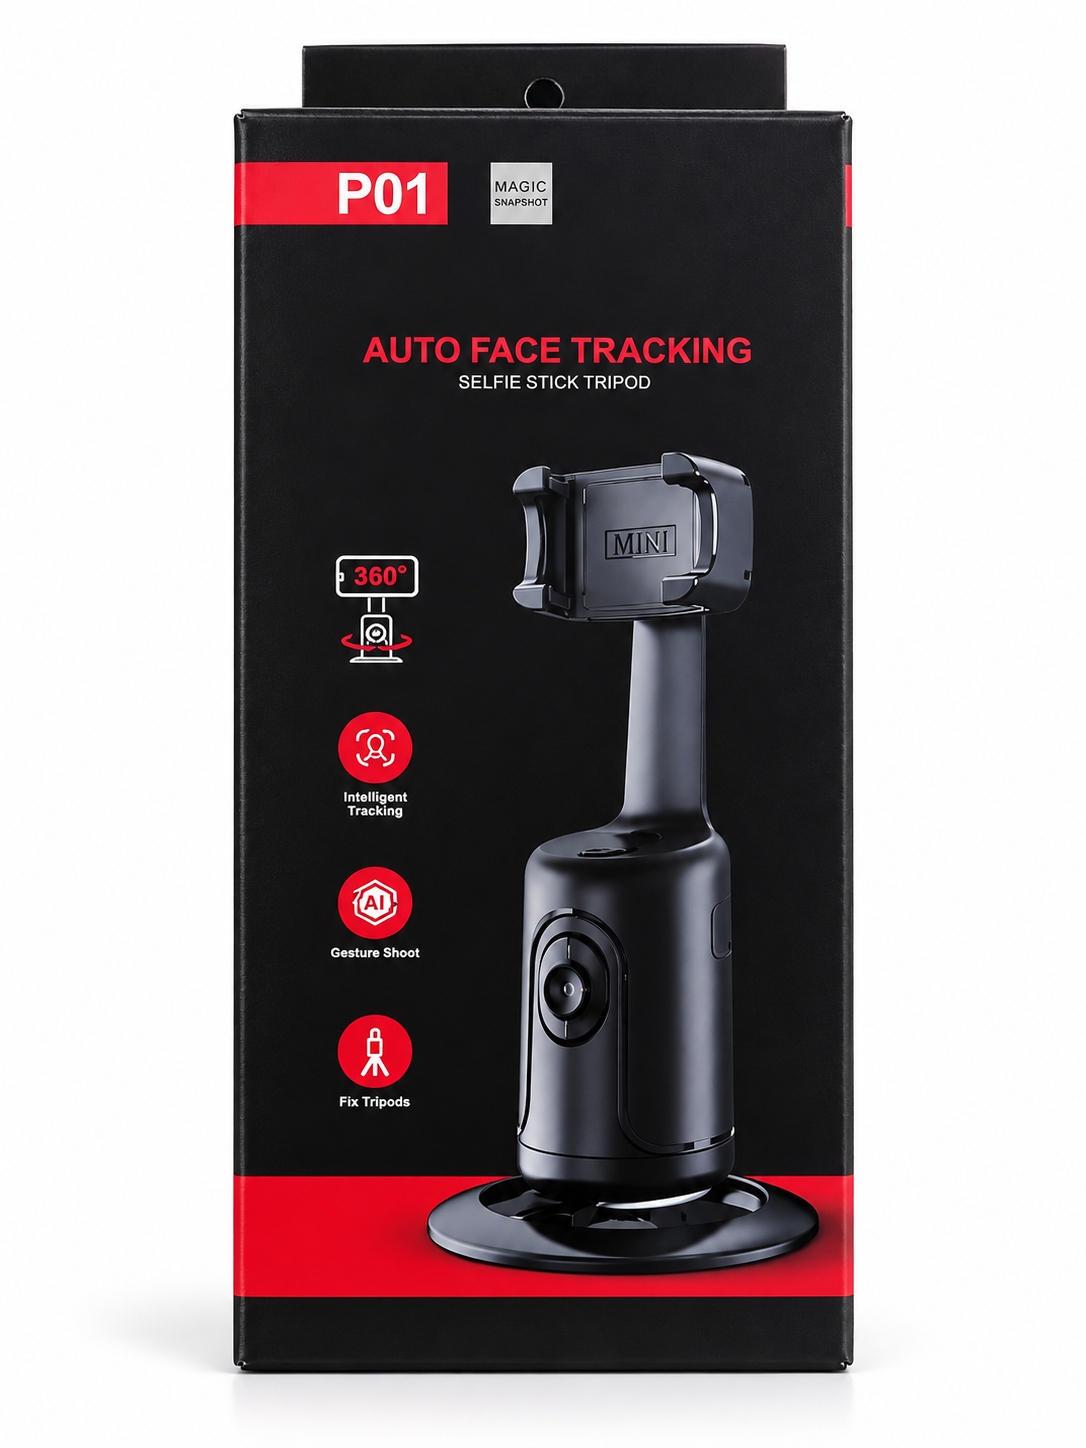 P01
MAGIC
SNAPSHOT
AUTO FACE TRACKING
SELFIE STICK TRIPOD
MINI
360°
Intelligent
Tracking
AI
Gesture Shoot
Fix Tripods